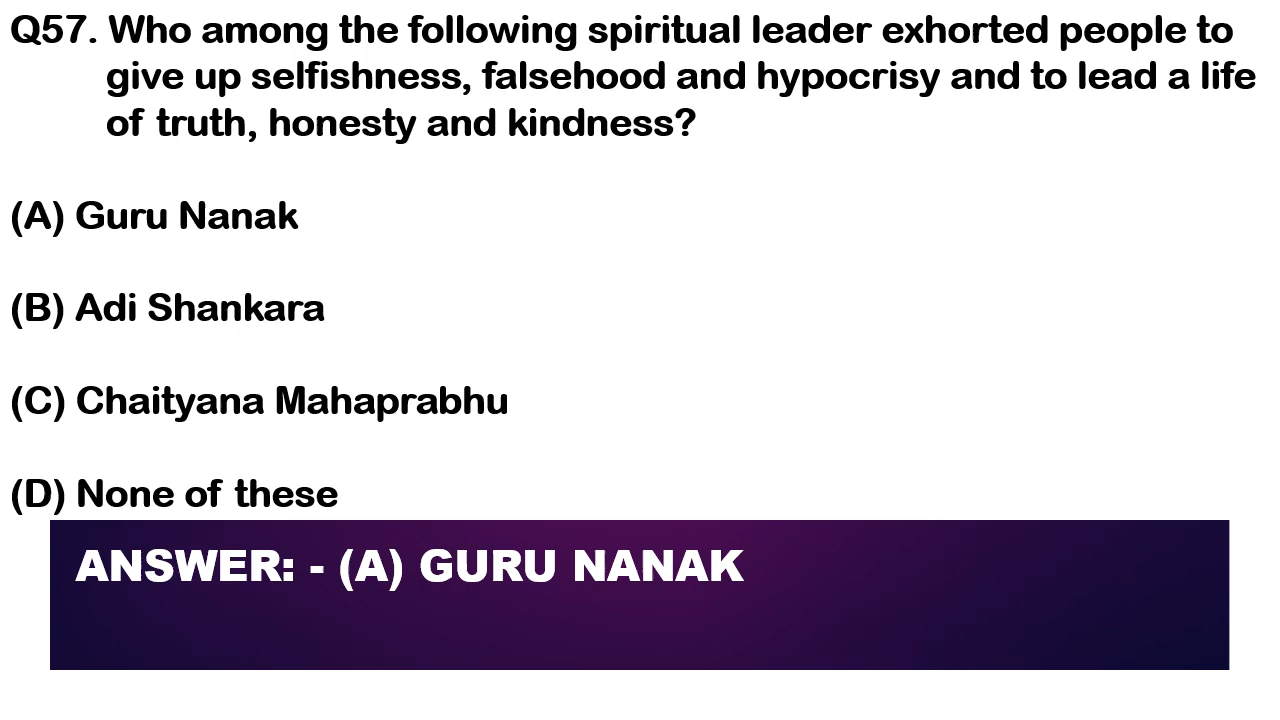 Q57. Who among the following spiritual leader exhorted people to
give up selfishness, falsehood and hypocrisy and to lead a life
of truth, honesty and kindness?
(A) Guru Nanak
(B) Adi Shankara
(C) Chaityana Mahaprabhu
(D) None of these
ANSWER: - (A) GURU NANAK